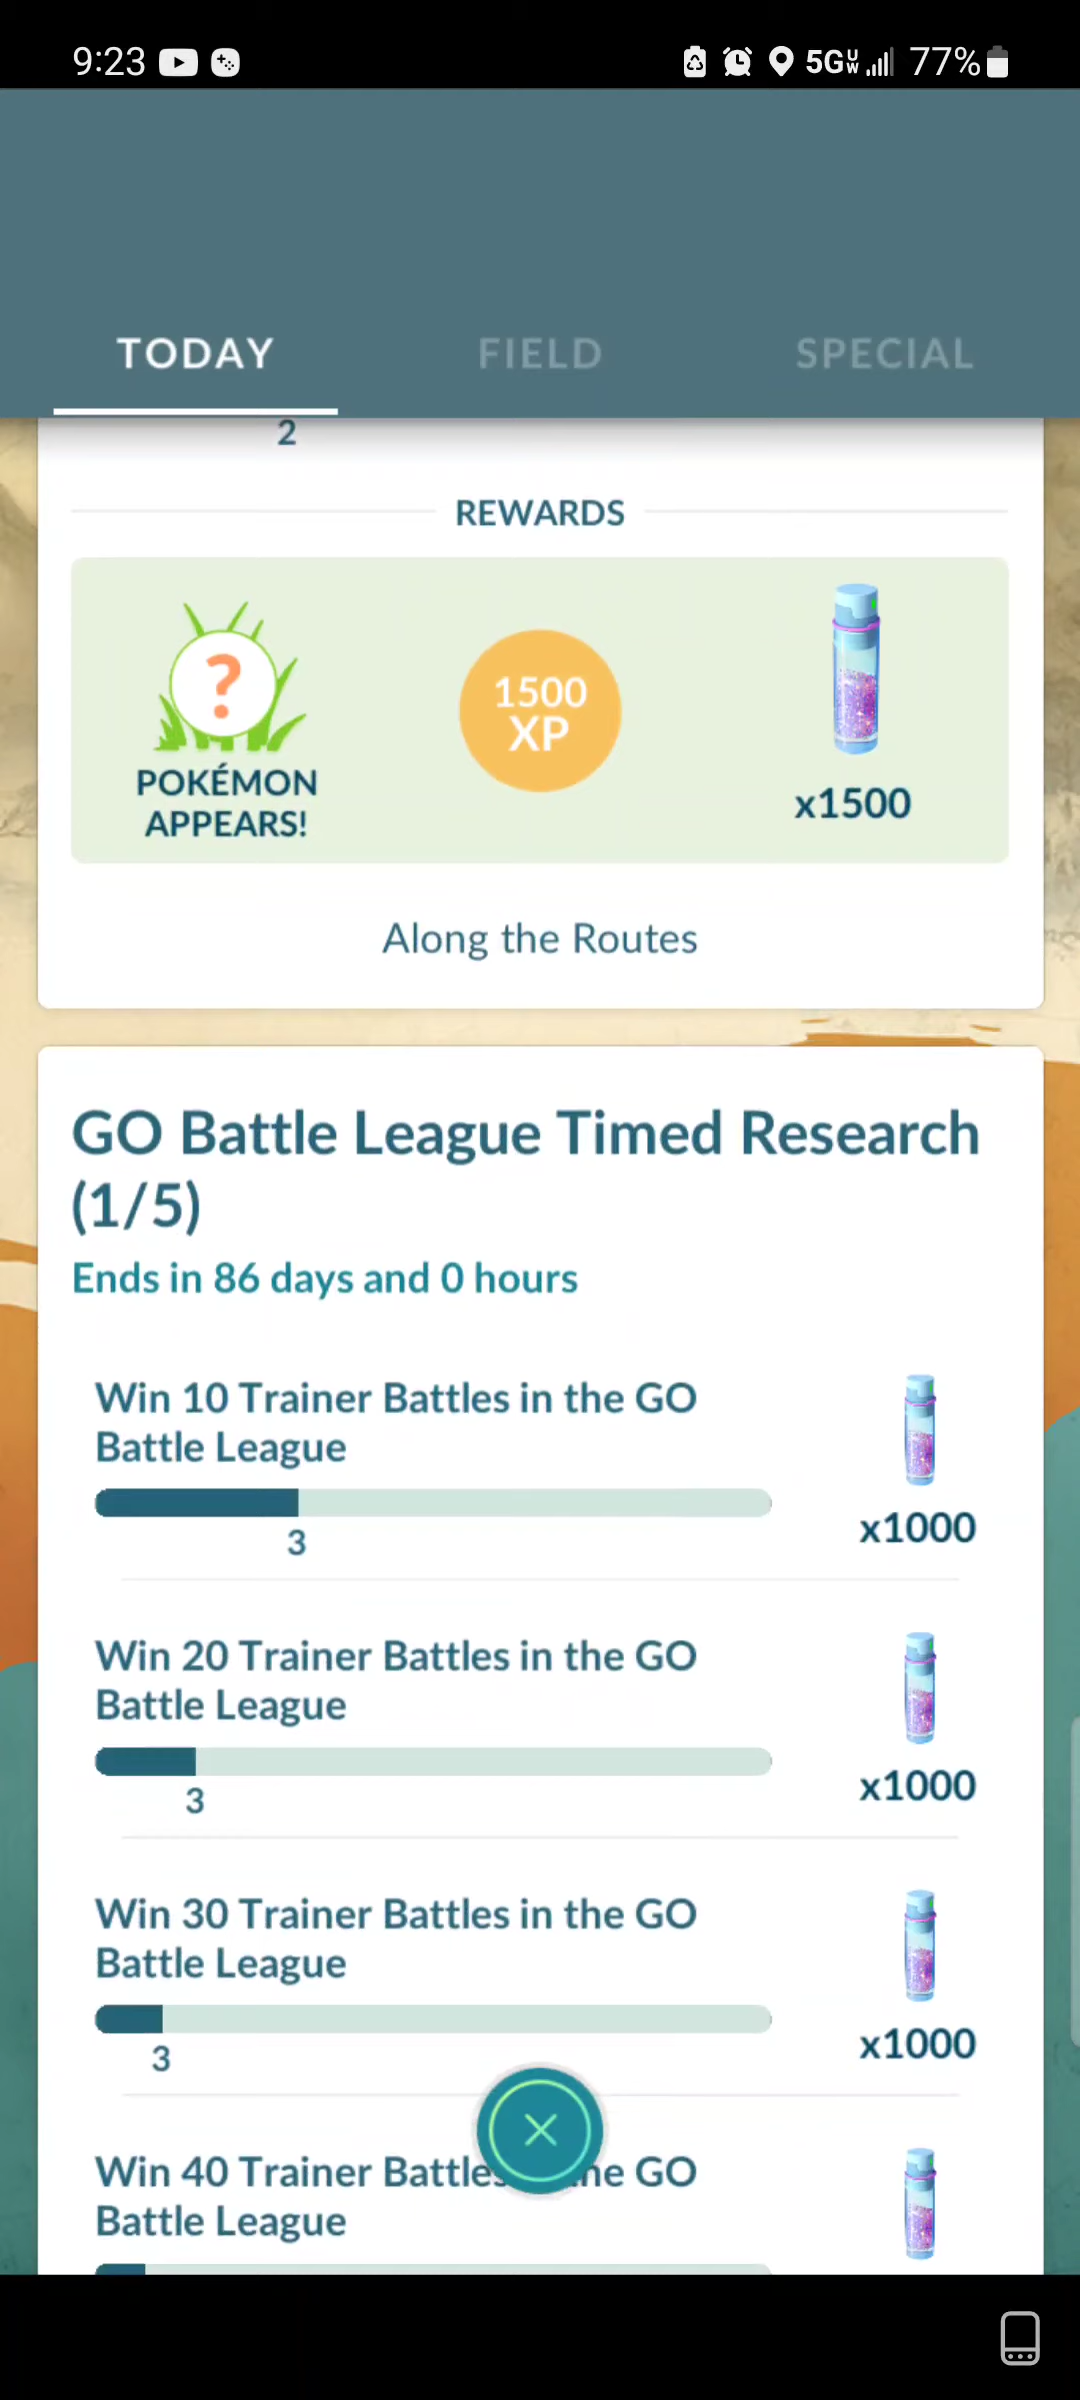 9:23
5G UW 77%
TODAY FIELD SPECIAL
2
REWARDS
?
1500
XP
POKÉMON
APPEARS!
x1500
Along the Routes
GO Battle League Timed Research
(1/5)
Ends in 86 days and 0 hours
Win 10 Trainer Battles in the GO
Battle League
x1000
3
Win 20 Trainer Battles in the GO
Battle League
x1000
3
Win 30 Trainer Battles in the GO
Battle League
x1000
3
Win 40 Trainer Battles he GO
Battle League